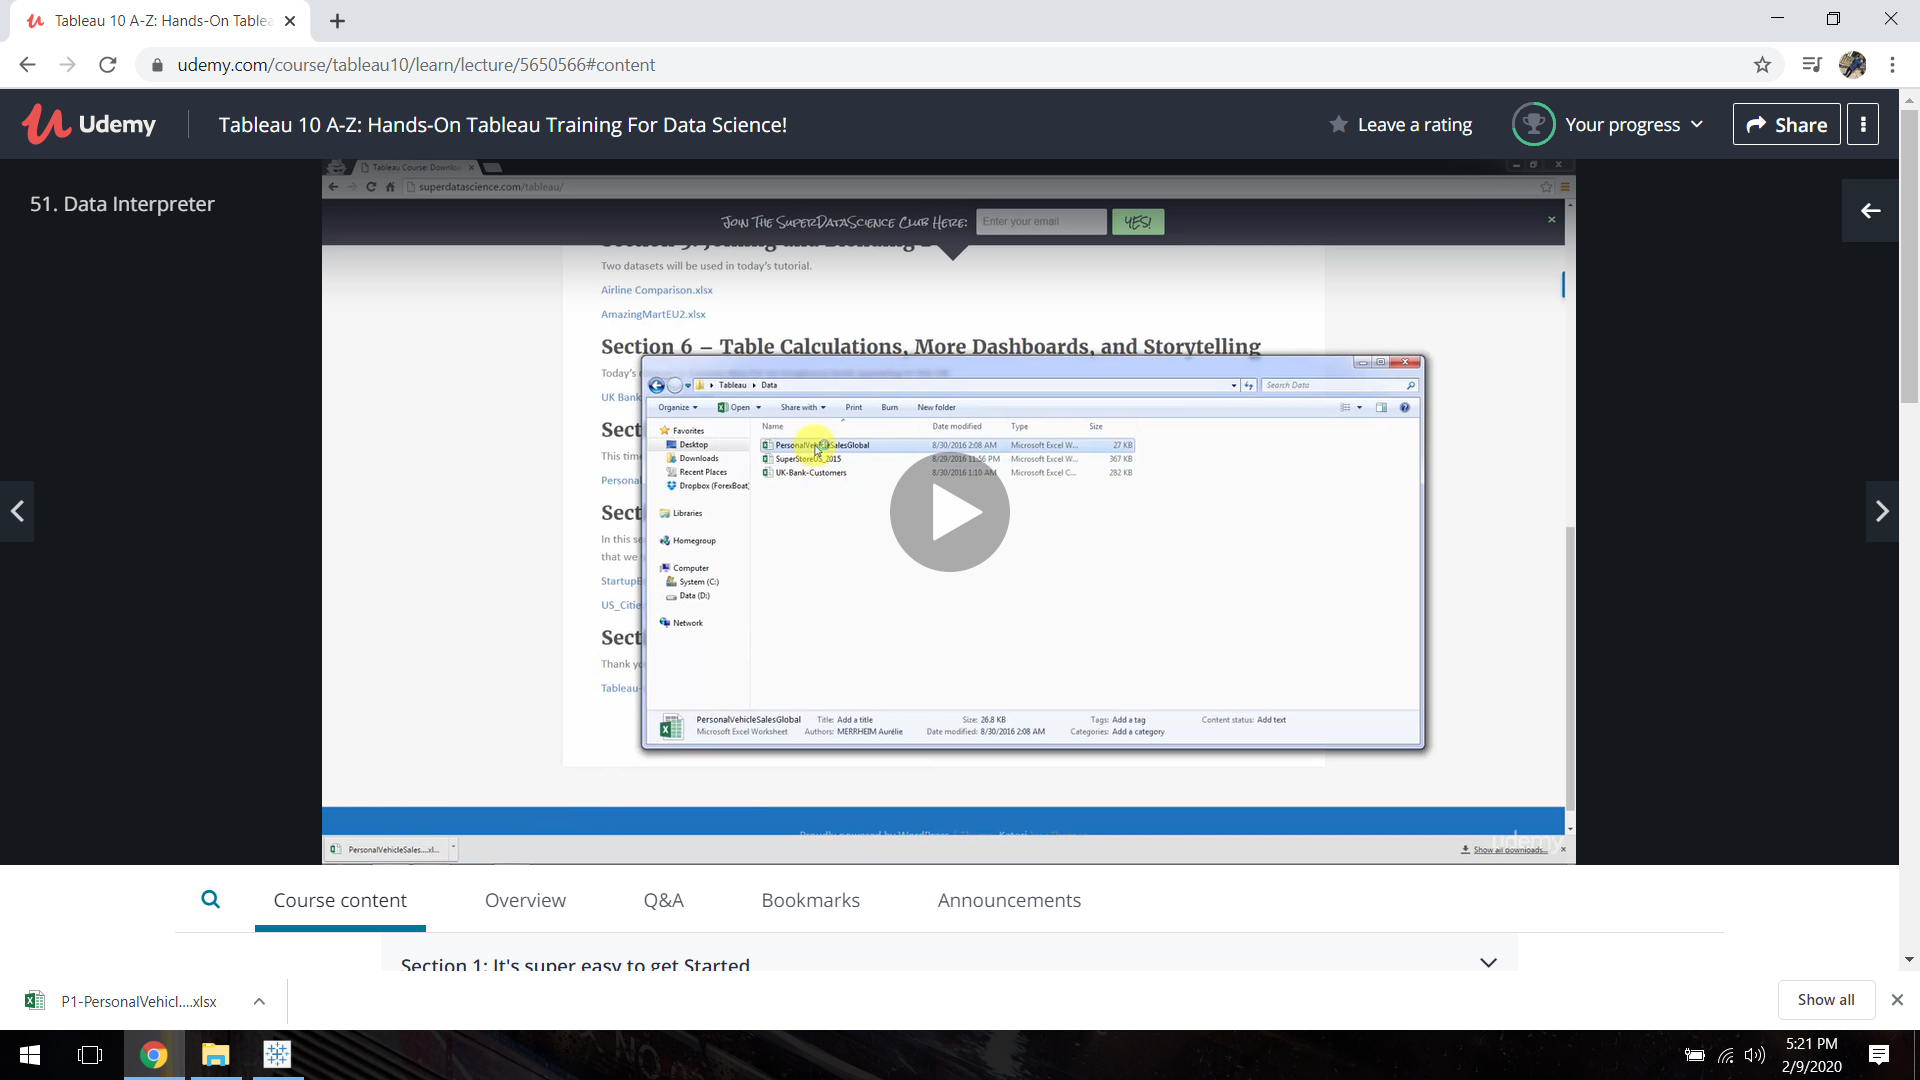 Tableau 10 A-Z: Hands-On Tablea
udemy.com/course/tableau10/learn/lecture/5650566#content
Udemy
Tableau 10 A-Z: Hands-On Tableau Training For Data Science!
Leave a rating
Your progress
Share
51. Data Interpreter
Tableau Course: Downlo
superdatascience.com/tableau/
Join The SuperDataScience Club Here:
Enter your email
YES!
Two datasets will be used in today's tutorial.
Airline Comparison.xlsx
AmazingMartEU2.xlsx
Section 6 – Table Calculations, More Dashboards, and Storytelling
Today's
UK Bank
Sect
This time
Personal
Sect
In this se
that we
StartupE
US_Citie
Sect
Thank yo
Tableau-
Tableau
Data
Search Data
Organize
Open
Share with
Print
Burn
New folder
Name
Date modified
Type
Size
PersonalVehicleSalesGlobal
8/30/2016 2:08 AM
Microsoft Excel W...
27 KB
SuperStoreUS_2015
8/29/2016 11:56 PM
Microsoft Excel W...
367 KB
UK-Bank-Customers
8/30/2016 1:10 AM
Microsoft Excel C...
282 KB
Favorites
Desktop
Downloads
Recent Places
Dropbox (ForexBoat)
Libraries
Homegroup
Computer
System (C:)
Data (D:)
Network
PersonalVehicleSalesGlobal
Title: Add a title
Size: 26.8 KB
Tags: Add a tag
Content status: Add text
Microsoft Excel Worksheet
Authors: MERRHEIM Aurélie
Date modified: 8/30/2016 2:08 AM
Categories: Add a category
Proudly powered by WordPress
PersonalVehicleSales....xl...
udemy
Show all downloads...
Course content
Overview
Q&A
Bookmarks
Announcements
Section 1: It's super easy to get Started
P1-PersonalVehicl....xlsx
Show all
5:21 PM
2/9/2020